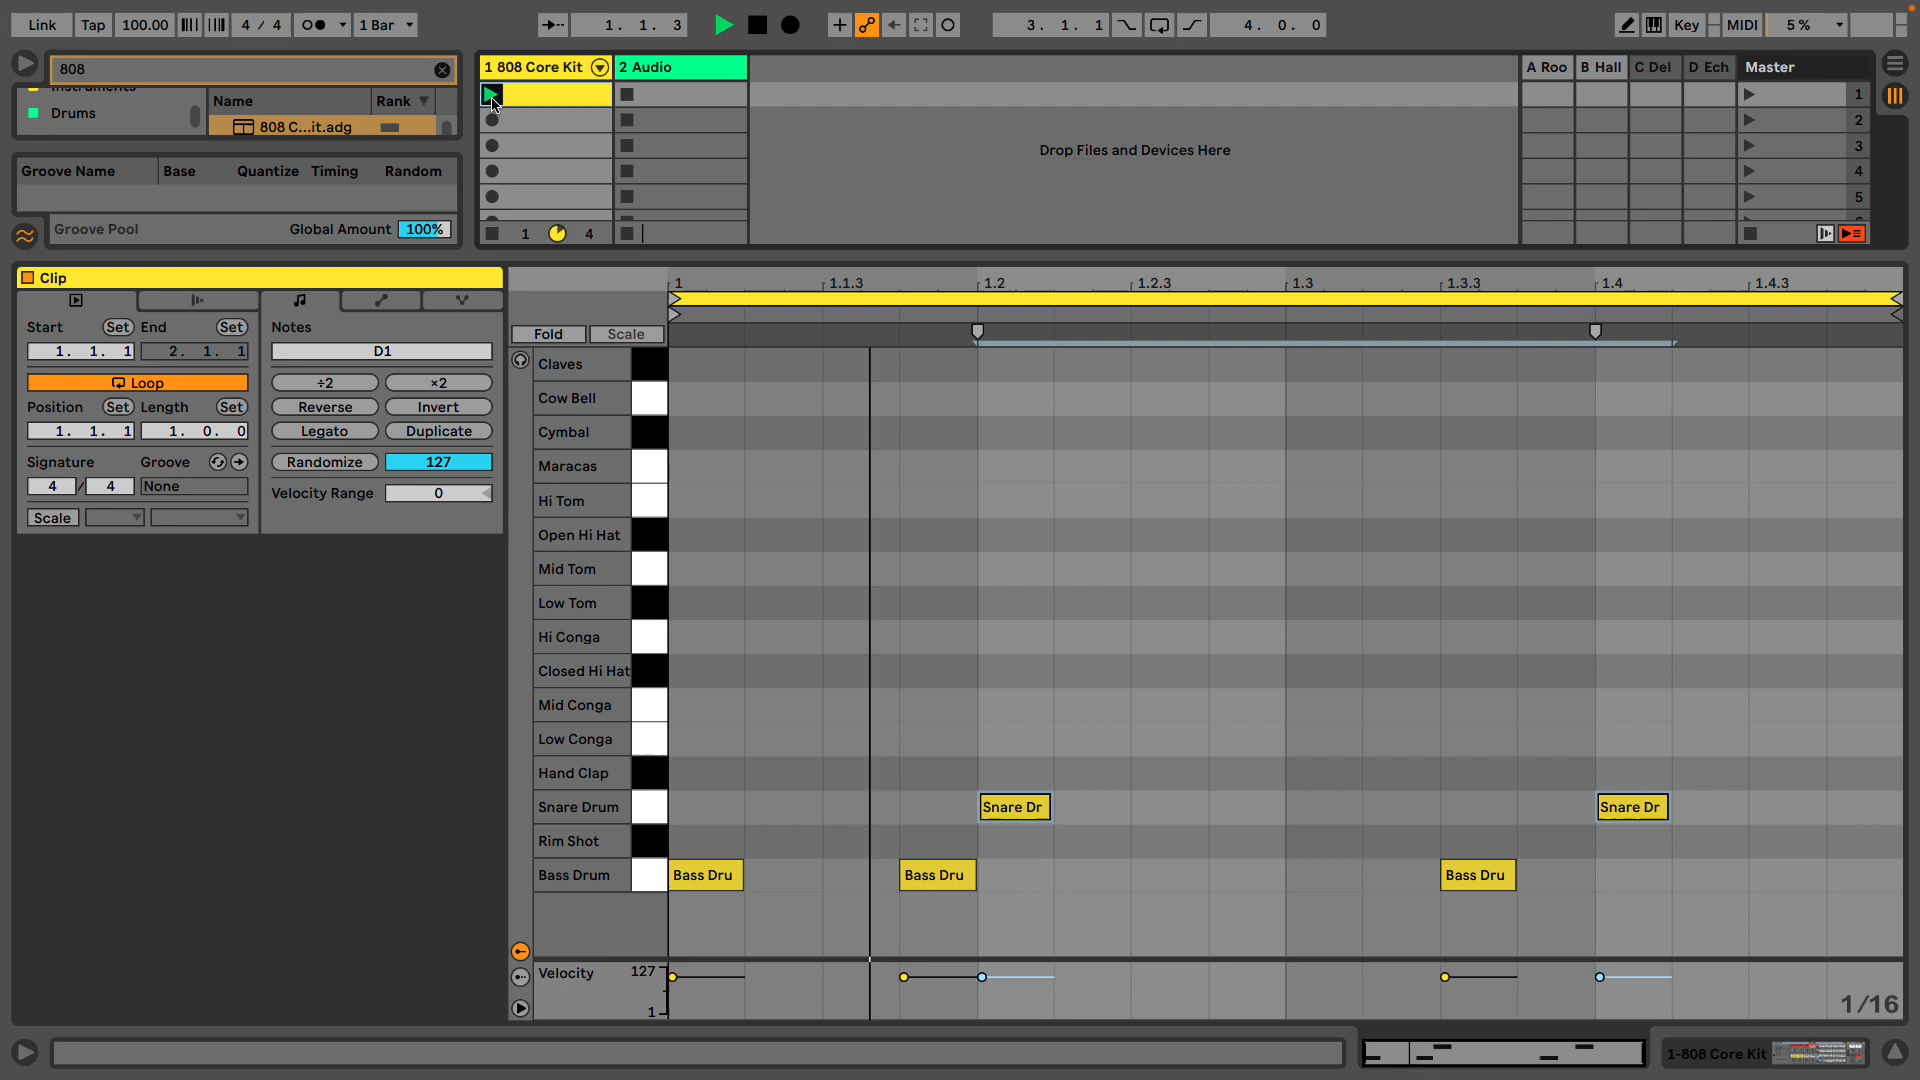 Link Tap 100.00 4 / 4 1 Bar 1. 1. 3 3. 1. 1 4. 0. 0 Key MIDI 5 %
808
Drums
Name Rank
808 C...it.adg
Groove Name Base Quantize Timing Random
Groove Pool Global Amount 100%
1 808 Core Kit 2 Audio A Roo B Hall C Del D Ech Master
1
2
3
4
5
Drop Files and Devices Here
1 4
Clip
Start Set End Set
1. 1. 1 2. 1. 1
Loop
Position Set Length Set
1. 1. 1 1. 0. 0
Signature Groove
4 / 4 None
Scale
Notes
D1
÷2 ×2
Reverse Invert
Legato Duplicate
Randomize 127
Velocity Range 0
1 1.1.3 1.2 1.2.3 1.3 1.3.3 1.4 1.4.3
Fold Scale
Claves
Cow Bell
Cymbal
Maracas
Hi Tom
Open Hi Hat
Mid Tom
Low Tom
Hi Conga
Closed Hi Hat
Mid Conga
Low Conga
Hand Clap
Snare Drum Snare Dr Snare Dr
Rim Shot
Bass Drum Bass Dru Bass Dru Bass Dru
Velocity 127
1
1/16
1-808 Core Kit